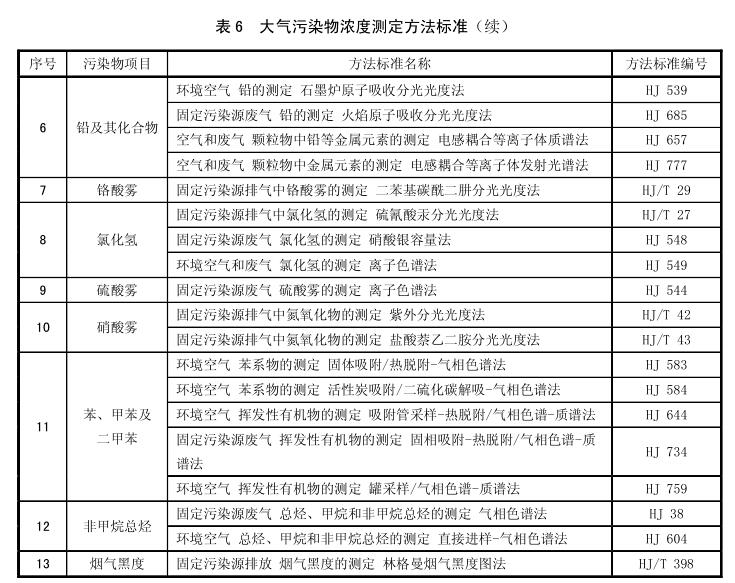 表 6 大气污染物浓度测定方法标准（续）
序号 污染物项目 方法标准名称 方法标准编号
6 铅及其化合物 环境空气 铅的测定 石墨炉原子吸收分光光度法 HJ 539
固定污染源废气 铅的测定 火焰原子吸收分光光度法 HJ 685
空气和废气 颗粒物中铅等金属元素的测定 电感耦合等离子体质谱法 HJ 657
空气和废气 颗粒物中金属元素的测定 电感耦合等离子体发射光谱法 HJ 777
7 铬酸雾 固定污染源排气中铬酸雾的测定 二苯基碳酰二肼分光光度法 HJ/T 29
8 氯化氢 固定污染源排气中氯化氢的测定 硫氰酸汞分光光度法 HJ/T 27
固定污染源废气 氯化氢的测定 硝酸银容量法 HJ 548
环境空气和废气 氯化氢的测定 离子色谱法 HJ 549
9 硫酸雾 固定污染源废气 硫酸雾的测定 离子色谱法 HJ 544
10 硝酸雾 固定污染源排气中氮氧化物的测定 紫外分光光度法 HJ/T 42
固定污染源排气中氮氧化物的测定 盐酸萘乙二胺分光光度法 HJ/T 43
11 苯、甲苯及
二甲苯 环境空气 苯系物的测定 固体吸附/热脱附-气相色谱法 HJ 583
环境空气 苯系物的测定 活性炭吸附/二硫化碳解吸-气相色谱法 HJ 584
环境空气 挥发性有机物的测定 吸附管采样-热脱附/气相色谱-质谱法 HJ 644
固定污染源废气 挥发性有机物的测定 固相吸附-热脱附/气相色谱-质
谱法 HJ 734
环境空气 挥发性有机物的测定 罐采样/气相色谱-质谱法 HJ 759
12 非甲烷总烃 固定污染源废气 总烃、甲烷和非甲烷总烃的测定 气相色谱法 HJ 38
环境空气 总烃、甲烷和非甲烷总烃的测定 直接进样-气相色谱法 HJ 604
13 烟气黑度 固定污染源排放 烟气黑度的测定 林格曼烟气黑度图法 HJ/T 398